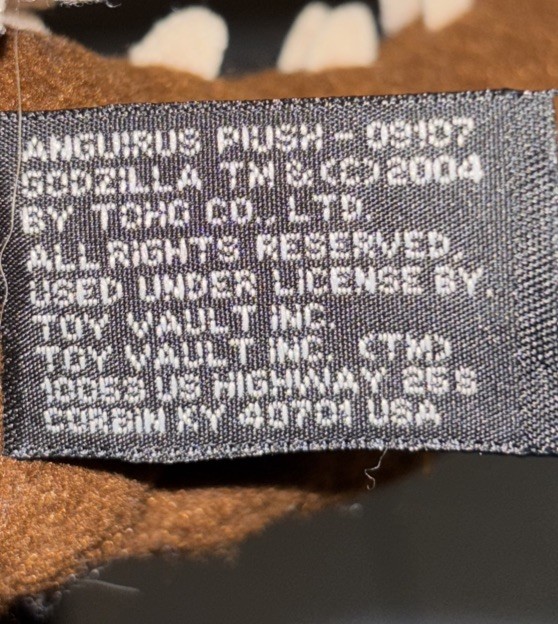 ANGUIRUS PLUSH - 09107
GODZILLA TM & (C) 2004
BY TOHO CO., LTD.
ALL RIGHTS RESERVED.
USED UNDER LICENSE BY
TOY VAULT INC.
TOY VAULT INC. (TM)
US HIGHWAY 25 S
CORBIN KY 40701 USA